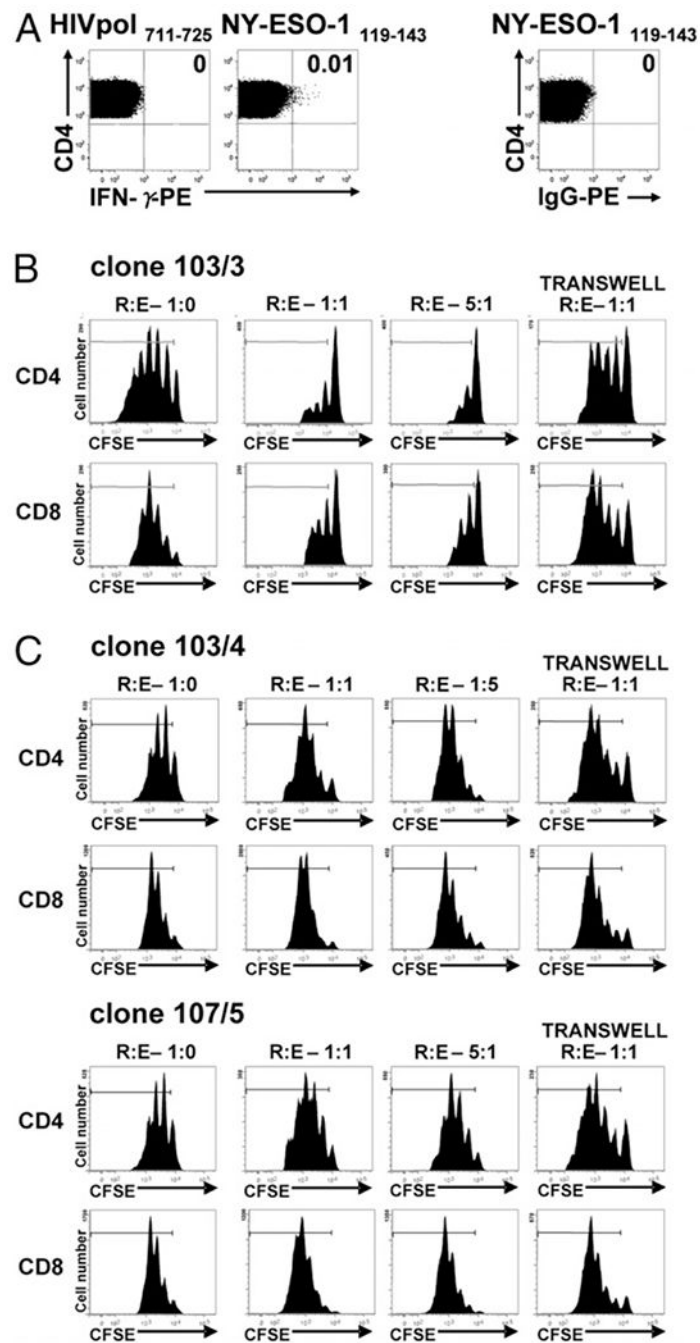 A HIVpol 711-725 NY-ESO-1 119-143 NY-ESO-1 119-143
0 0.01 0
CD4 CD4
IFN-γ-PE IgG-PE
B clone 103/3
TRANSWELL
R:E– 1:0 R:E– 1:1 R:E– 5:1 R:E– 1:1
CD4 Cell number
CFSE CFSE CFSE CFSE
CD8 Cell number
CFSE CFSE CFSE CFSE
C clone 103/4
TRANSWELL
R:E– 1:0 R:E– 1:1 R:E– 1:5 R:E– 1:1
CD4 Cell number
CFSE CFSE CFSE CFSE
CD8 Cell number
CFSE CFSE CFSE CFSE
clone 107/5
TRANSWELL
R:E– 1:0 R:E– 1:1 R:E– 5:1 R:E– 1:1
CD4 Cell number
CFSE CFSE CFSE CFSE
CD8 Cell number
CFSE CFSE CFSE CFSE